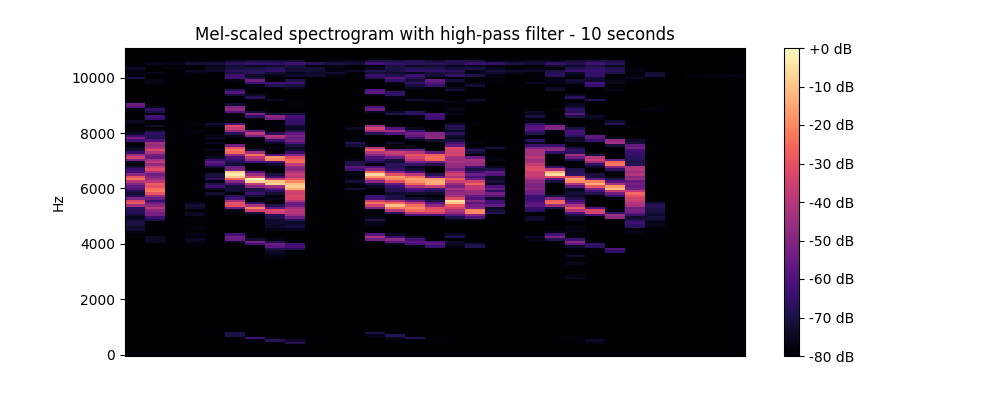 Mel-scaled spectrogram with high-pass filter - 10 seconds
Hz
10000
8000
6000
4000
2000
0
+0 dB
-10 dB
-20 dB
-30 dB
-40 dB
-50 dB
-60 dB
-70 dB
-80 dB